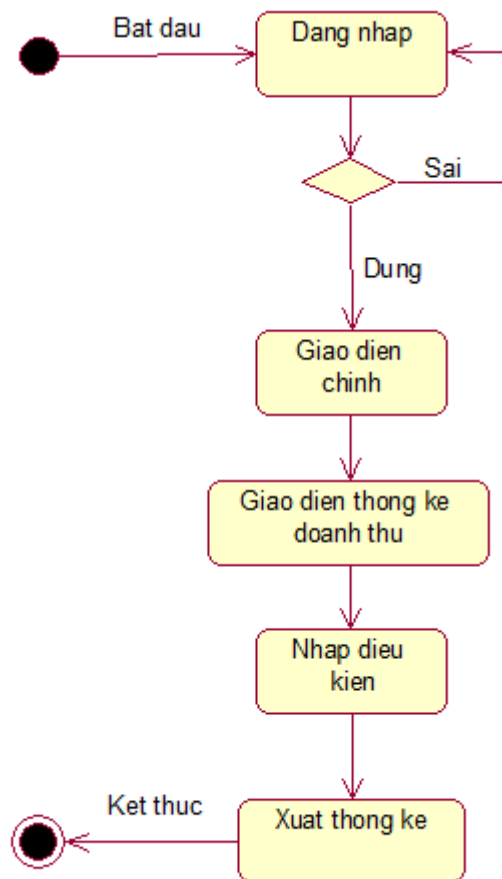 Bat dau
Dang nhap
Sai
Dung
Giao dien
chinh
Giao dien thong ke
doanh thu
Nhap dieu
kien
Ket thuc
Xuat thong ke